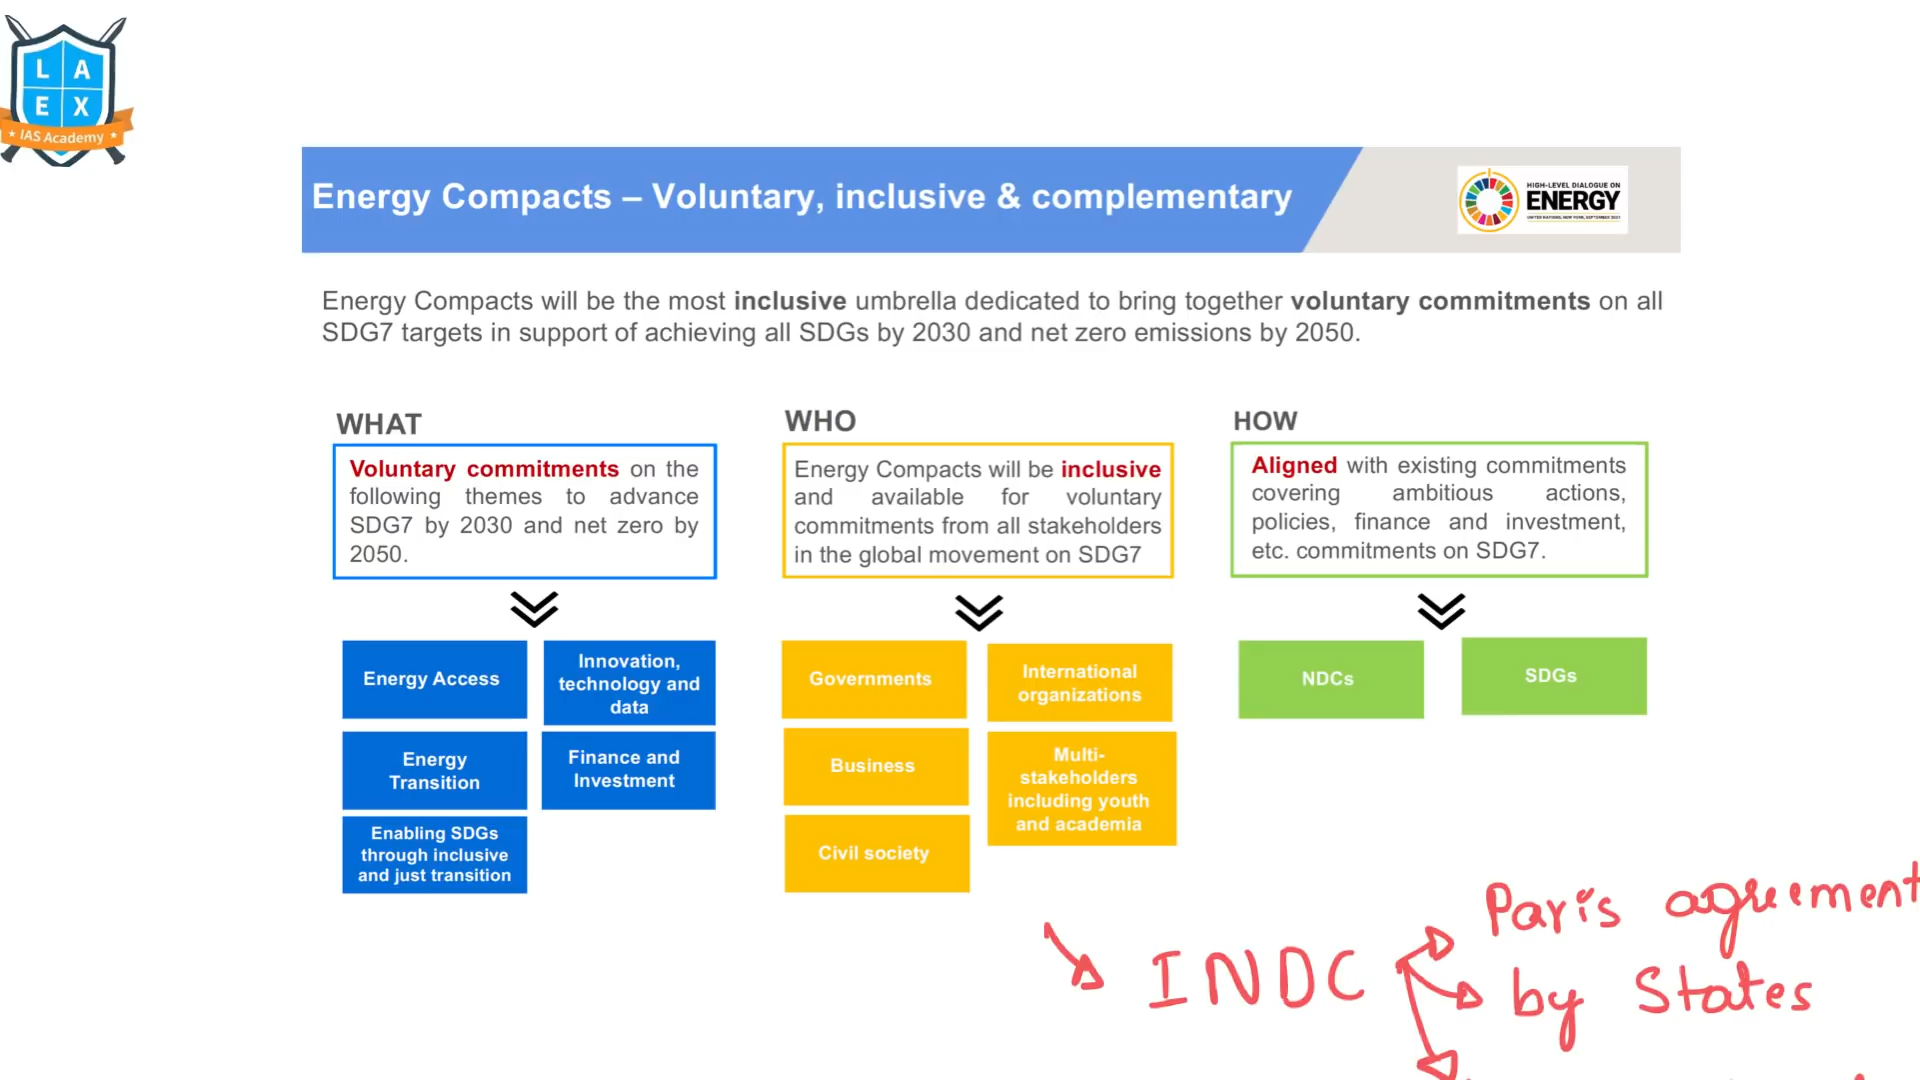 L A
E X
IAS Academy
Energy Compacts – Voluntary, inclusive & complementary
HIGH-LEVEL DIALOGUE ON
ENERGY
UNITED NATIONS, NEW YORK, SEPTEMBER 2021
Energy Compacts will be the most inclusive umbrella dedicated to bring together voluntary commitments on all
SDG7 targets in support of achieving all SDGs by 2030 and net zero emissions by 2050.
WHAT
Voluntary commitments on the
following themes to advance
SDG7 by 2030 and net zero by
2050.
Energy Access
Innovation,
technology and
data
Energy
Transition
Finance and
Investment
Enabling SDGs
through inclusive
and just transition
WHO
Energy Compacts will be inclusive
and available for voluntary
commitments from all stakeholders
in the global movement on SDG7
Governments
International
organizations
Business
Multi-
stakeholders
including youth
and academia
Civil society
HOW
Aligned with existing commitments
covering ambitious actions,
policies, finance and investment,
etc. commitments on SDG7.
NDCs
SDGs
INDC
Paris agreement
by States